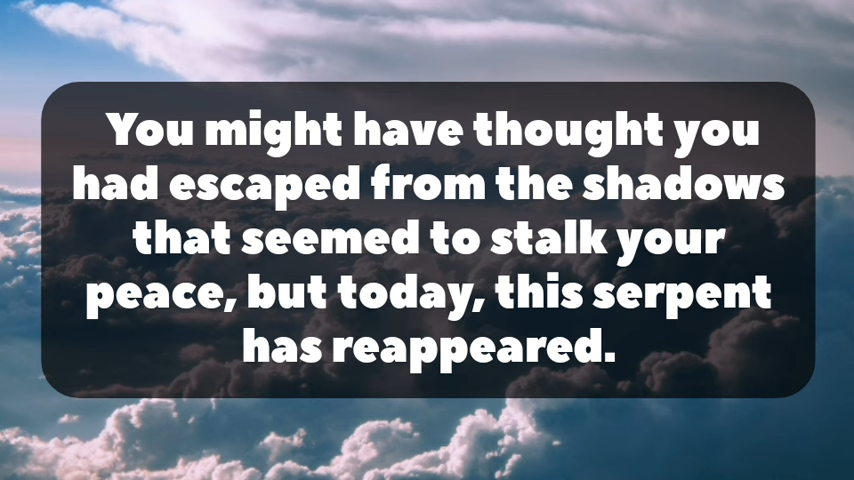 You might have thought you
had escaped from the shadows
that seemed to stalk your
peace, but today, this serpent
has reappeared.